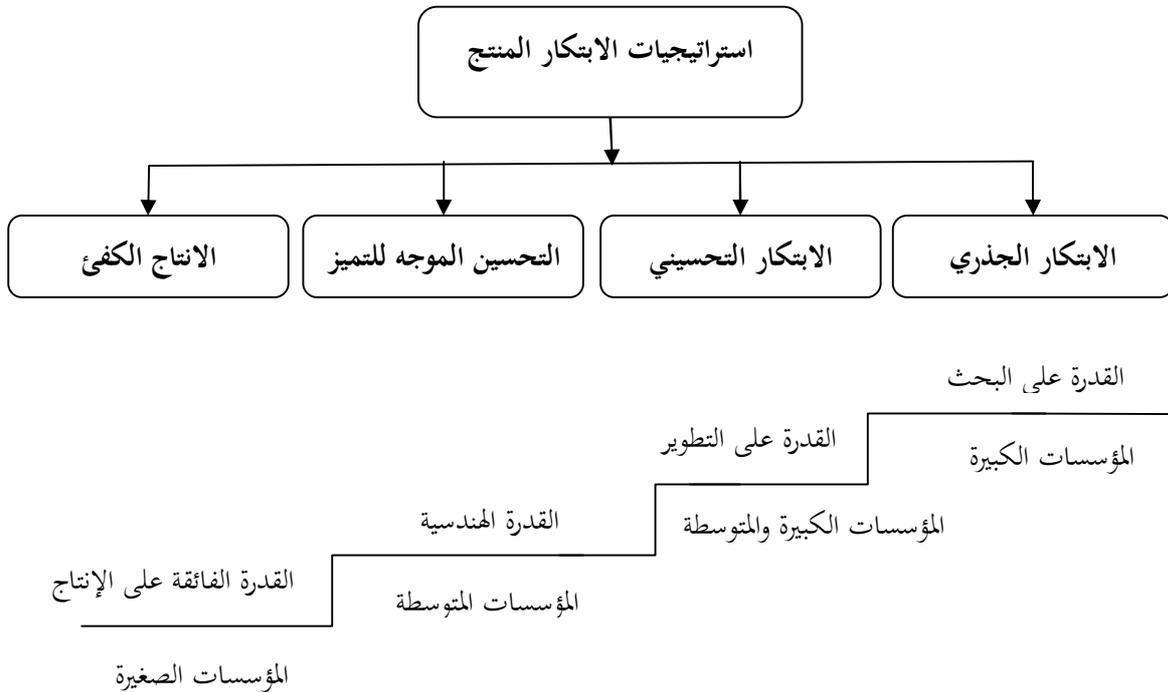 استراتيجيات الابتكار المنتج
الابتكار الجذري
الابتكار التحسيني
التحسين الموجه للتميز
الانتاج الكفئ
القدرة على البحث
المؤسسات الكبيرة
القدرة على التطوير
المؤسسات الكبيرة والمتوسطة
القدرة الهندسية
المؤسسات المتوسطة
القدرة الفائقة على الإنتاج
المؤسسات الصغيرة